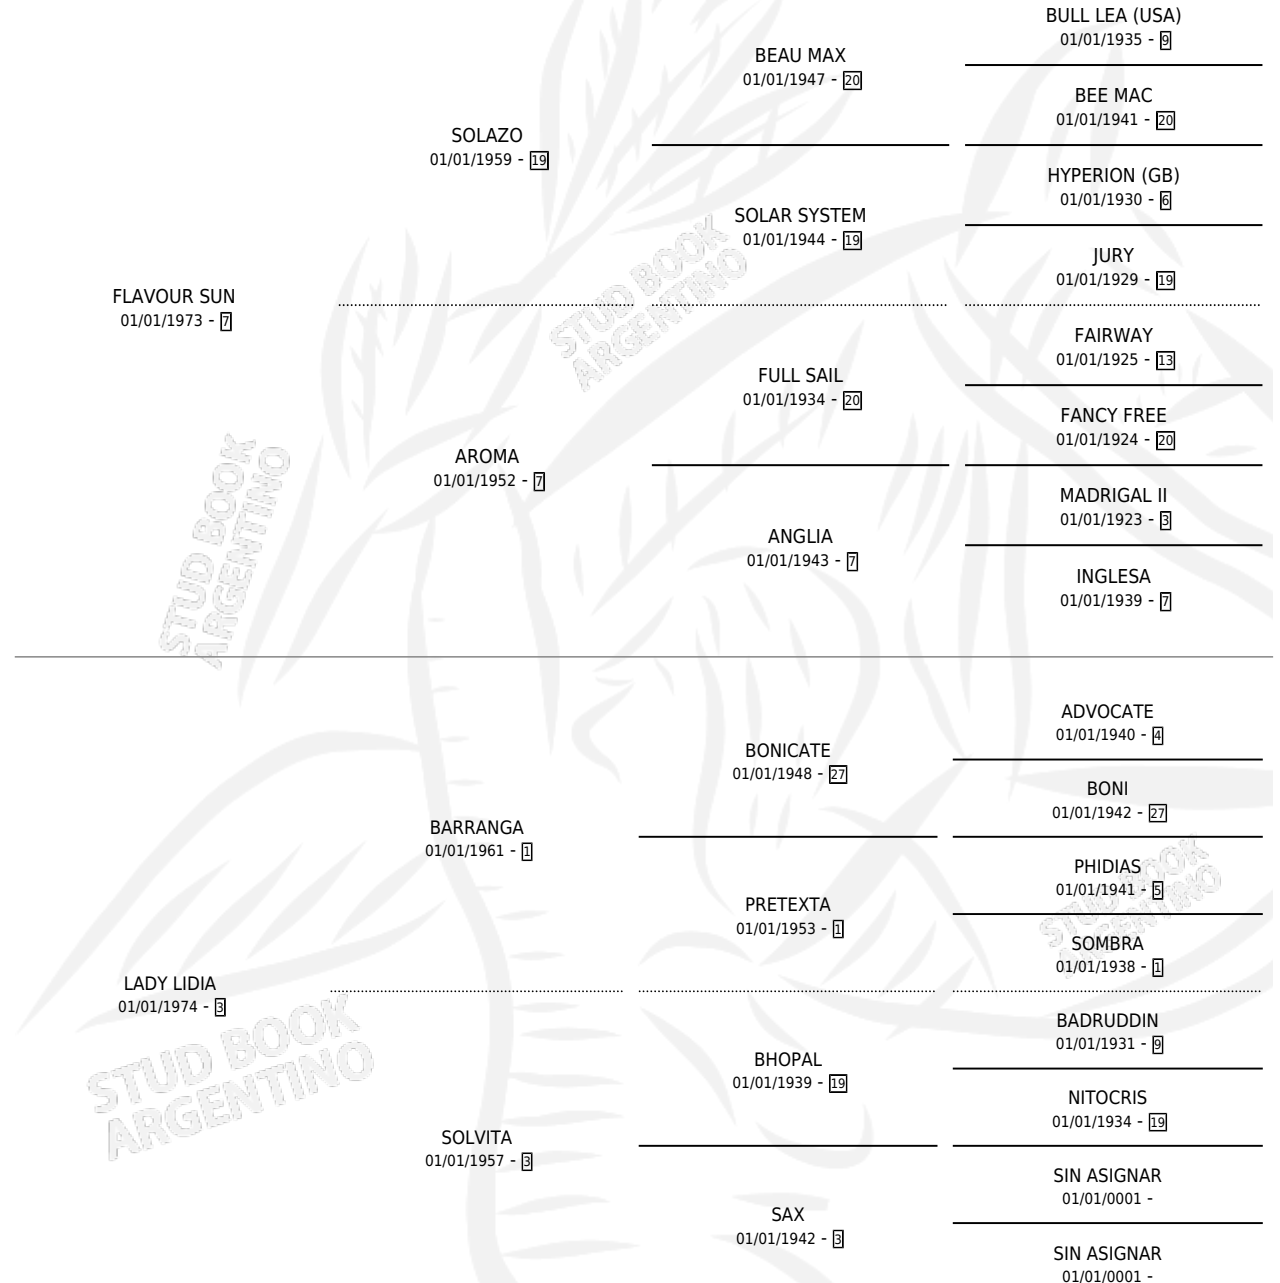 BULL LEA (USA)
01/01/1935 - 9
BEAU MAX
01/01/1947 - 20
BEE MAC
01/01/1941 - 20
SOLAZO
01/01/1959 - 19
HYPERION (GB)
01/01/1930 - 6
SOLAR SYSTEM
01/01/1944 - 19
JURY
01/01/1929 - 19
FLAVOUR SUN
01/01/1973 - 7
FAIRWAY
01/01/1925 - 13
FULL SAIL
01/01/1934 - 20
FANCY FREE
01/01/1924 - 20
AROMA
01/01/1952 - 7
MADRIGAL II
01/01/1923 - 3
ANGLIA
01/01/1943 - 7
INGLESA
01/01/1939 - 7
ADVOCATE
01/01/1940 - 4
BONICATE
01/01/1948 - 27
BONI
01/01/1942 - 27
BARRANGA
01/01/1961 - 1
PHIDIAS
01/01/1941 - 5
PRETEXTA
01/01/1953 - 1
SOMBRA
01/01/1938 - 1
LADY LIDIA
01/01/1974 - 3
BADRUDDIN
01/01/1931 - 9
BHOPAL
01/01/1939 - 19
NITOCRIS
01/01/1934 - 19
SOLVITA
01/01/1957 - 3
SIN ASIGNAR
01/01/0001 -
SAX
01/01/1942 - 3
SIN ASIGNAR
01/01/0001 -
STUD BOOK
ARGENTINO
STUD BOOK
ARGENTINO
STUD BOOK
ARGENTINO
STUD BOOK
ARGENTINO